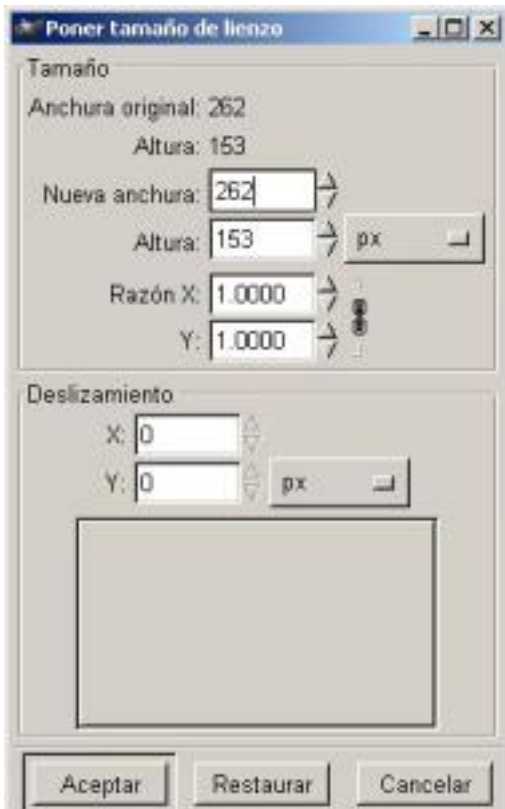 Poner tamaño de lienzo
Tamaño
Anchura original: 262
Altura: 153
Nueva anchura: 262
Altura: 153 px
Razón X: 1.0000
Y: 1.0000
Deslizamiento
X: 0
Y: 0 px
Aceptar Restaurar Cancelar